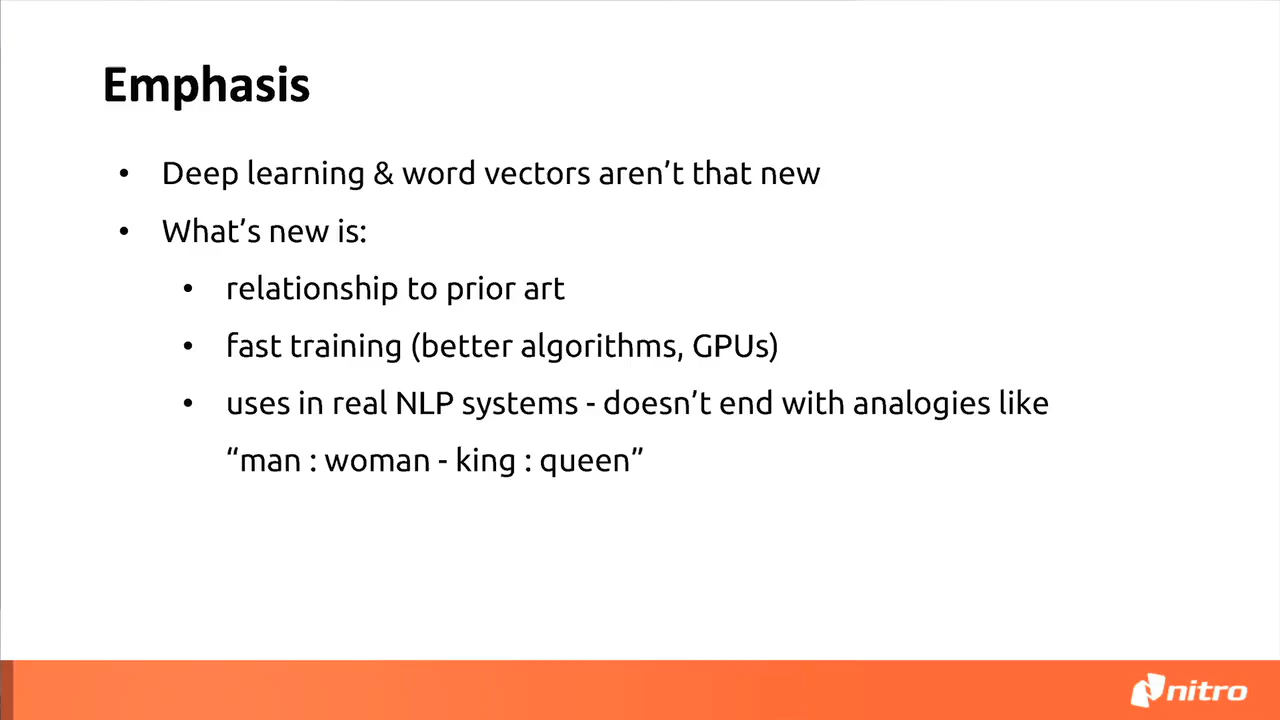 Emphasis
• Deep learning & word vectors aren’t that new
• What’s new is:
• relationship to prior art
• fast training (better algorithms, GPUs)
• uses in real NLP systems - doesn’t end with analogies like
“man : woman - king : queen”
nitro